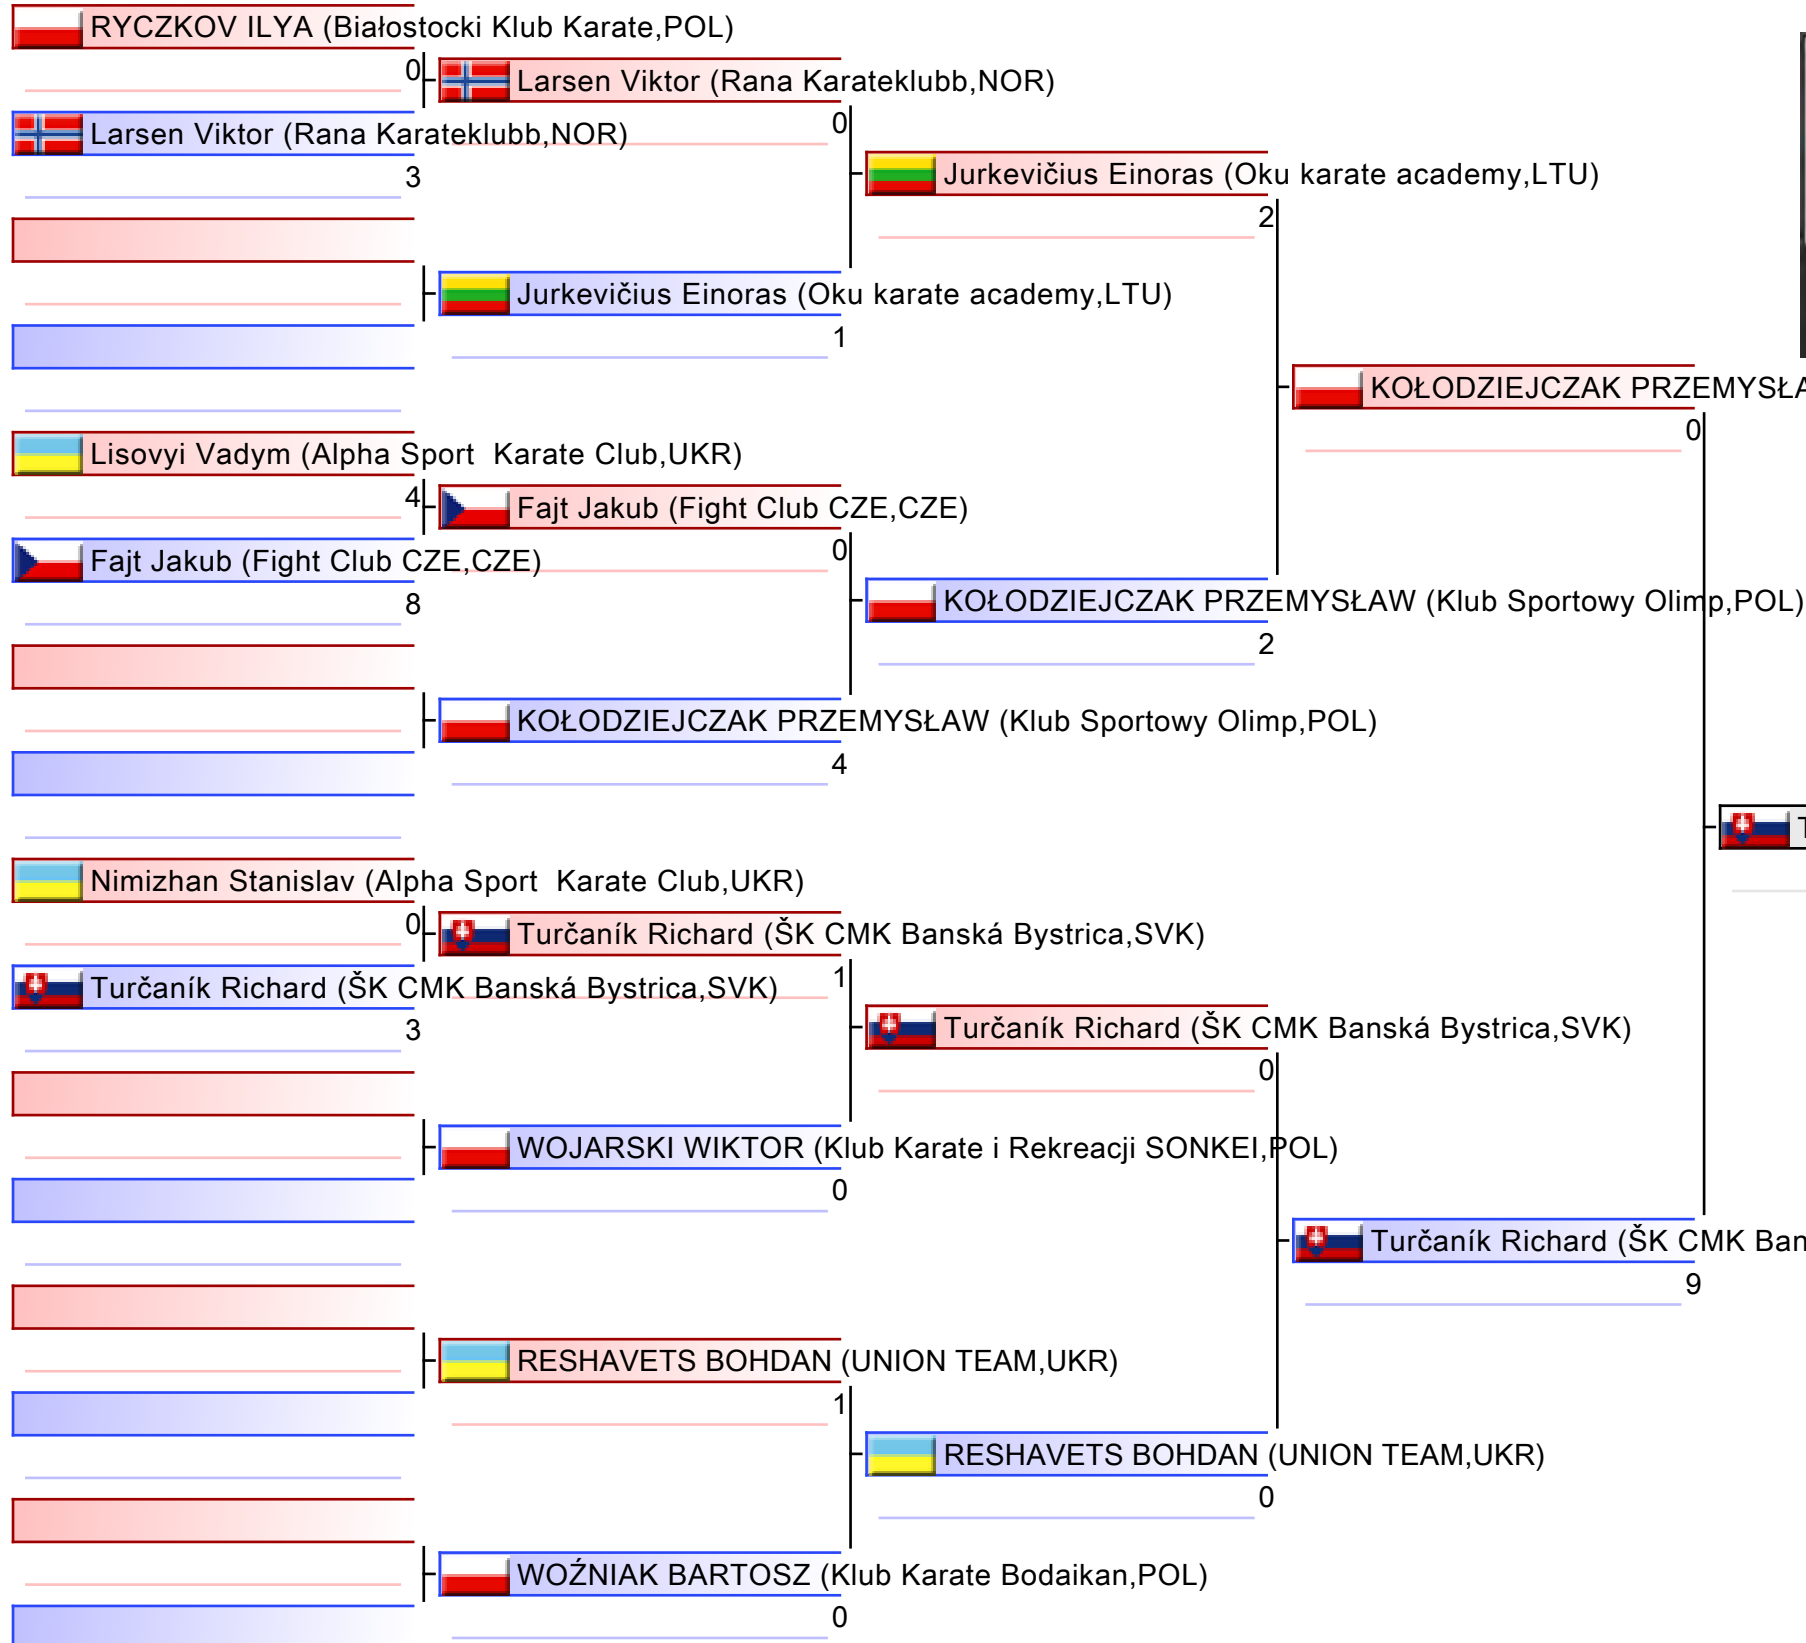 RYCZKOV ILYA (Białostocki Klub Karate,POL)
0
Larsen Viktor (Rana Karateklubb,NOR)
Larsen Viktor (Rana Karateklubb,NOR)
0
3
Jurkevičius Einoras (Oku karate academy,LTU)
2
Jurkevičius Einoras (Oku karate academy,LTU)
1
KOŁODZIEJCZAK PRZEMYSŁA
0
Lisovyi Vadym (Alpha Sport  Karate Club,UKR)
4
Fajt Jakub (Fight Club CZE,CZE)
0
Fajt Jakub (Fight Club CZE,CZE)
8
KOŁODZIEJCZAK PRZEMYSŁAW (Klub Sportowy Olimp,POL)
2
KOŁODZIEJCZAK PRZEMYSŁAW (Klub Sportowy Olimp,POL)
4
T
Nimizhan Stanislav (Alpha Sport  Karate Club,UKR)
0
Turčaník Richard (ŠK CMK Banská Bystrica,SVK)
1
Turčaník Richard (ŠK CMK Banská Bystrica,SVK)
3
Turčaník Richard (ŠK CMK Banská Bystrica,SVK)
0
WOJARSKI WIKTOR (Klub Karate i Rekreacji SONKEI,POL)
0
Turčaník Richard (ŠK CMK Ban
9
RESHAVETS BOHDAN (UNION TEAM,UKR)
1
RESHAVETS BOHDAN (UNION TEAM,UKR)
0
WOŹNIAK BARTOSZ (Klub Karate Bodaikan,POL)
0